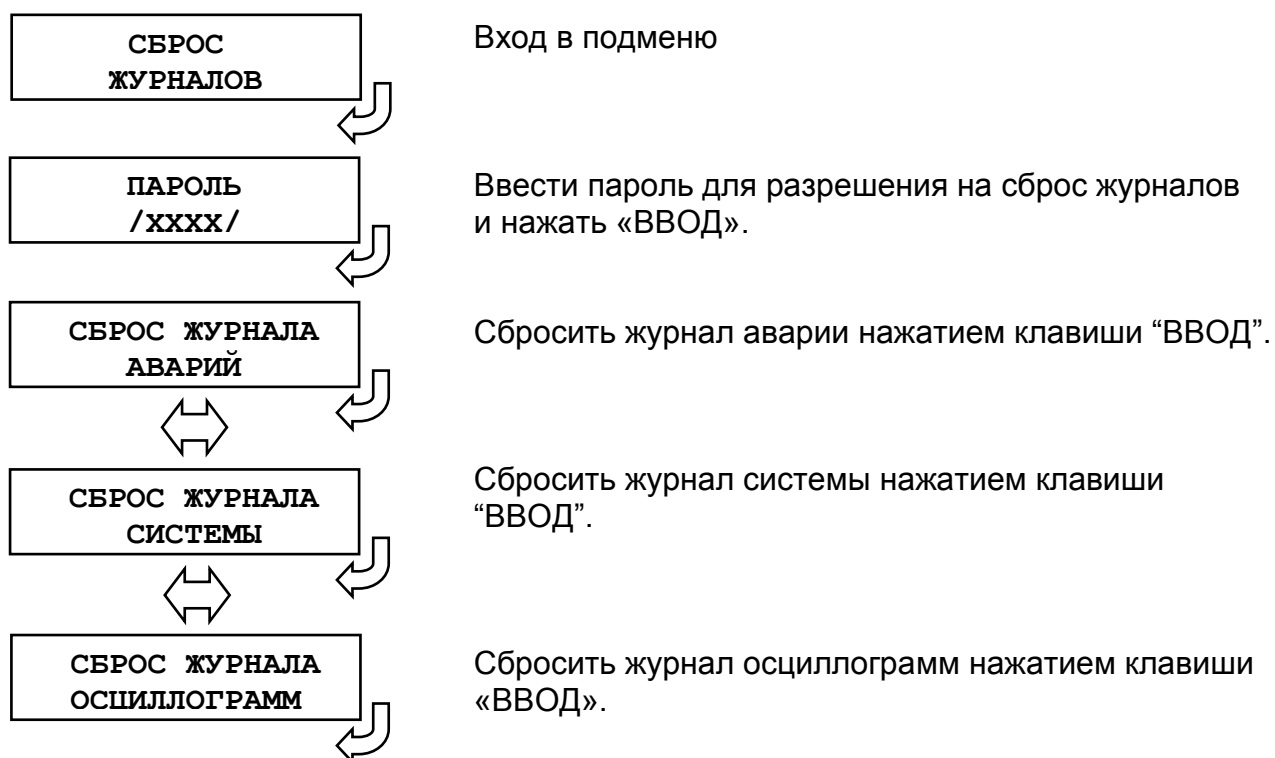 СБРОС
ЖУРНАЛОВ
Вход в подменю
ПАРОЛЬ
/XXXX/
Ввести пароль для разрешения на сброс журналов
и нажать «ВВОД».
СБРОС ЖУРНАЛА
АВАРИЙ
Сбросить журнал аварии нажатием клавиши “ВВОД”.
СБРОС ЖУРНАЛА
СИСТЕМЫ
Сбросить журнал системы нажатием клавиши
“ВВОД”.
СБРОС ЖУРНАЛА
ОСЦИЛЛОГРАММ
Сбросить журнал осциллограмм нажатием клавиши
«ВВОД».